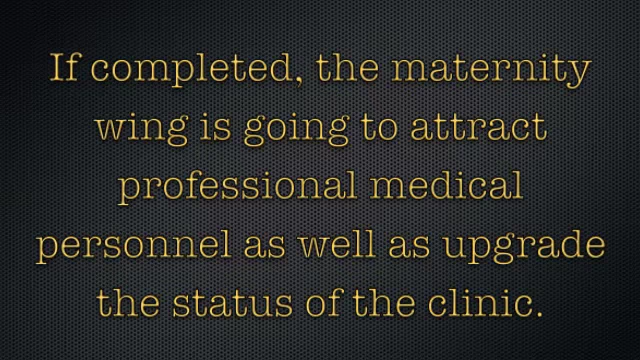 If completed, the maternity
wing is going to attract
professional medical
personnel as well as upgrade
the status of the clinic.